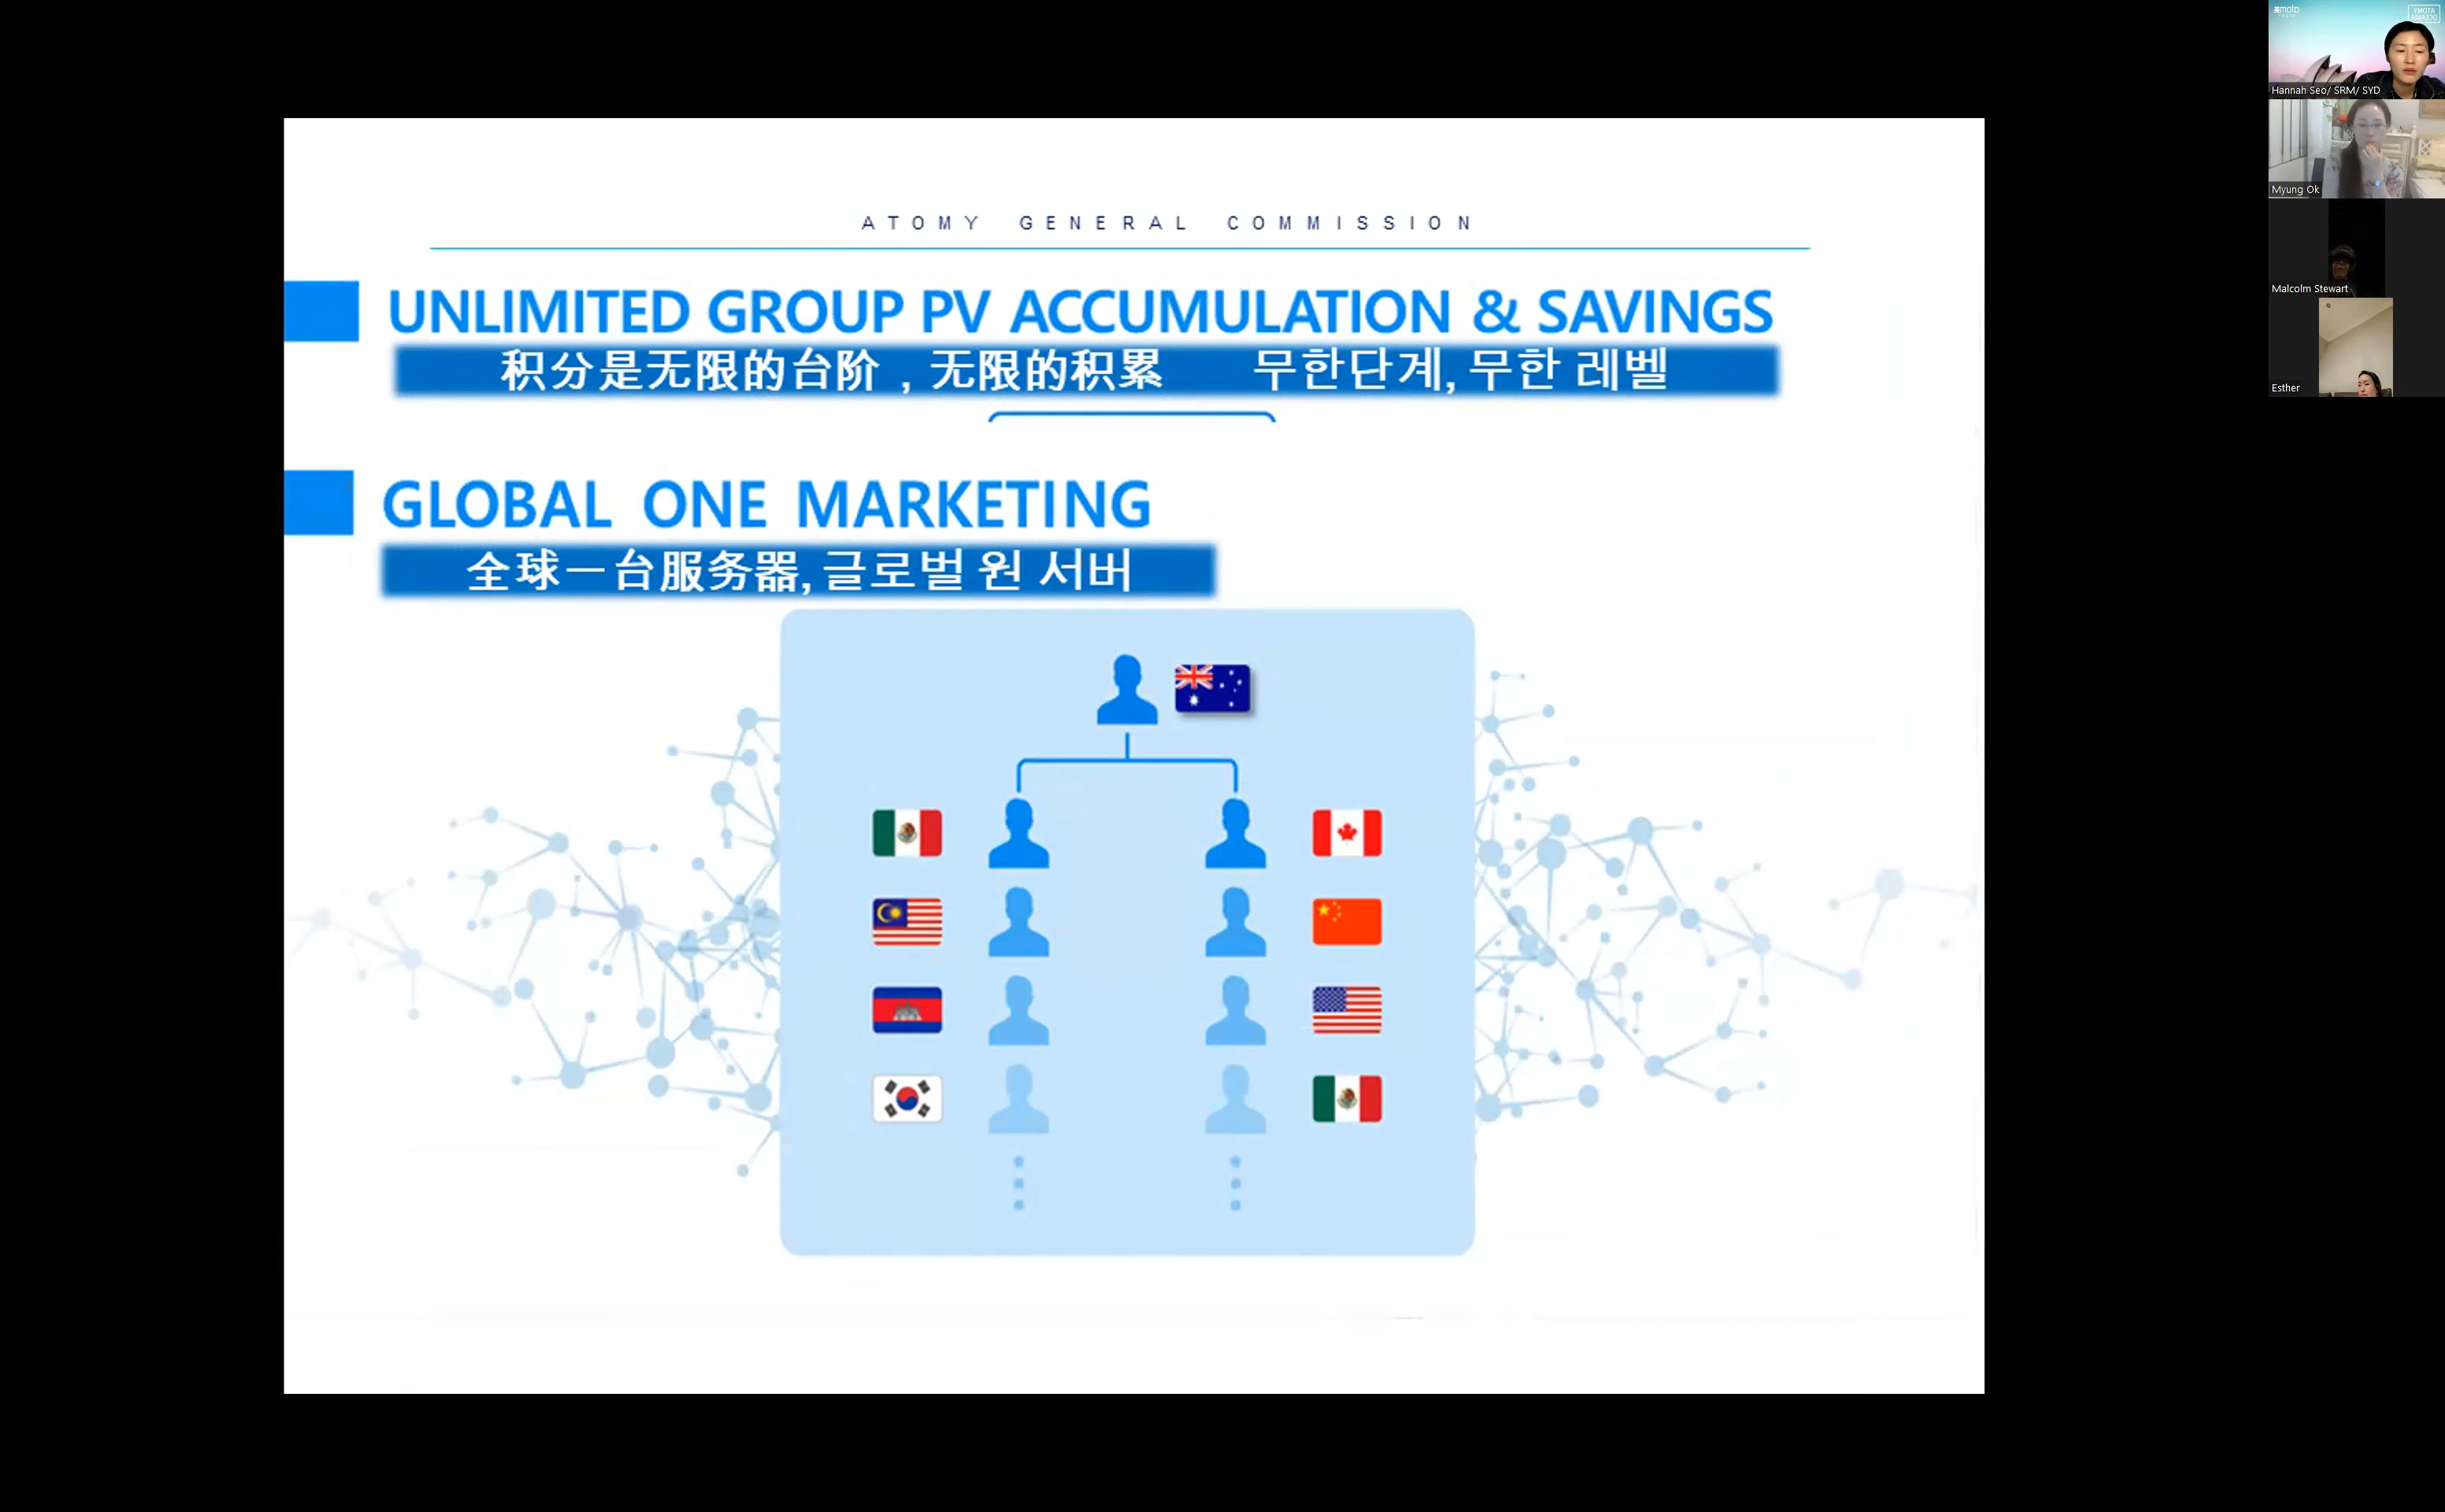 ATOMY GENERAL COMMISSION
UNLIMITED GROUP PV ACCUMULATION & SAVINGS
积分是无限的台阶 , 无限的积累 무한단계, 무한 레벨
GLOBAL ONE MARKETING
全球一台服务器, 글로벌 원 서버
Hannah Seo/ SRM/ SYD
Myung Ok
Malcolm Stewart
Esther